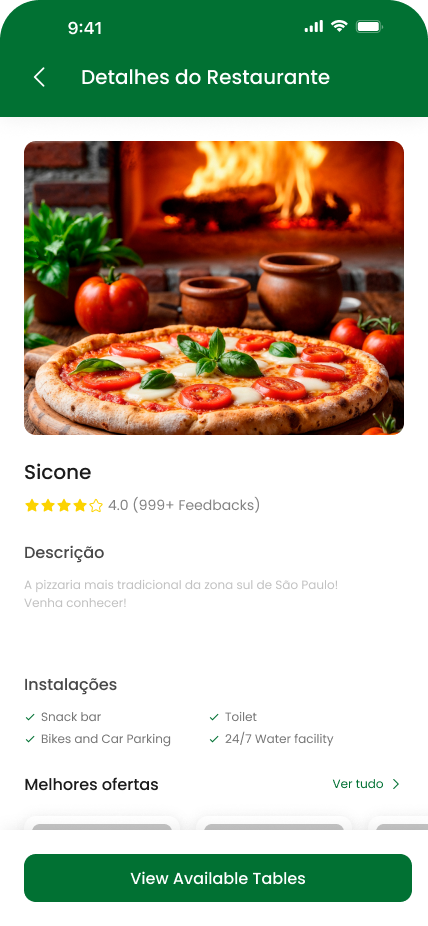 9:41
Detalhes do Restaurante
Sicone
4.0 (999+ Feedbacks)
Descrição
A pizzaria mais tradicional da zona sul de São Paulo!
Venha conhecer!
Instalações
Snack bar
Toilet
Bikes and Car Parking
24/7 Water facility
Melhores ofertas
Ver tudo
View Available Tables